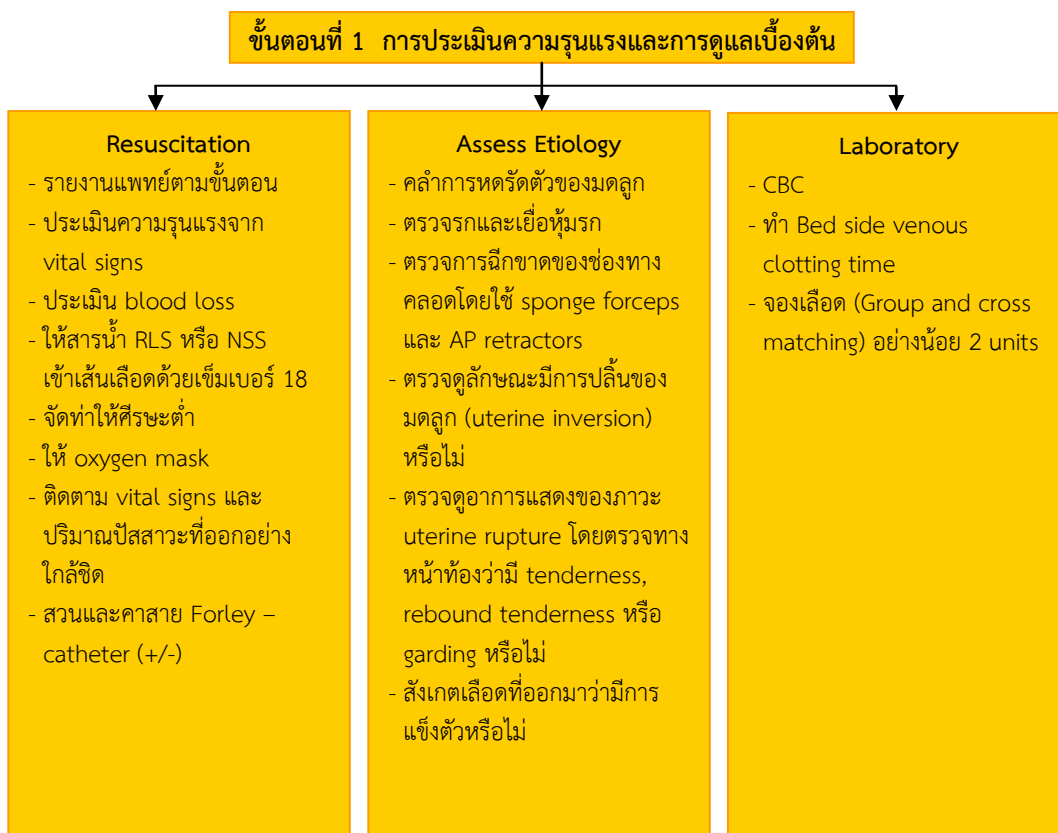 ขั้นตอนที่ 1 การประเมินความรุนแรงและการดูแลเบื้องต้น
Resuscitation
- รายงานแพทย์ตามขั้นตอน
- ประเมินความรุนแรงจาก
vital signs
- ประเมิน blood loss
- ให้สารน้ำ RLS หรือ NSS
เข้าเส้นเลือดด้วยเข็มเบอร์ 18
- จัดท่าให้ศีรษะต่ำ
- ให้ oxygen mask
- ติดตาม vital signs และ
ปริมาณปัสสาวะที่ออกอย่าง
ใกล้ชิด
- สวนและคาสาย Forley –
catheter (+/-)
Assess Etiology
- คลำการหดรัดตัวของมดลูก
- ตรวจรกและเยื่อหุ้มรก
- ตรวจการฉีกขาดของช่องทาง
คลอดโดยใช้ sponge forceps
และ AP retractors
- ตรวจดูลักษณะมีการปลิ้นของ
มดลูก (uterine inversion)
หรือไม่
- ตรวจดูอาการแสดงของภาวะ
uterine rupture โดยตรวจทาง
หน้าท้องว่ามี tenderness,
rebound tenderness หรือ
garding หรือไม่
- สังเกตเลือดที่ออกมาว่ามีการ
แข็งตัวหรือไม่
Laboratory
- CBC
- ทำ Bed side venous
clotting time
- จองเลือด (Group and cross
matching) อย่างน้อย 2 units